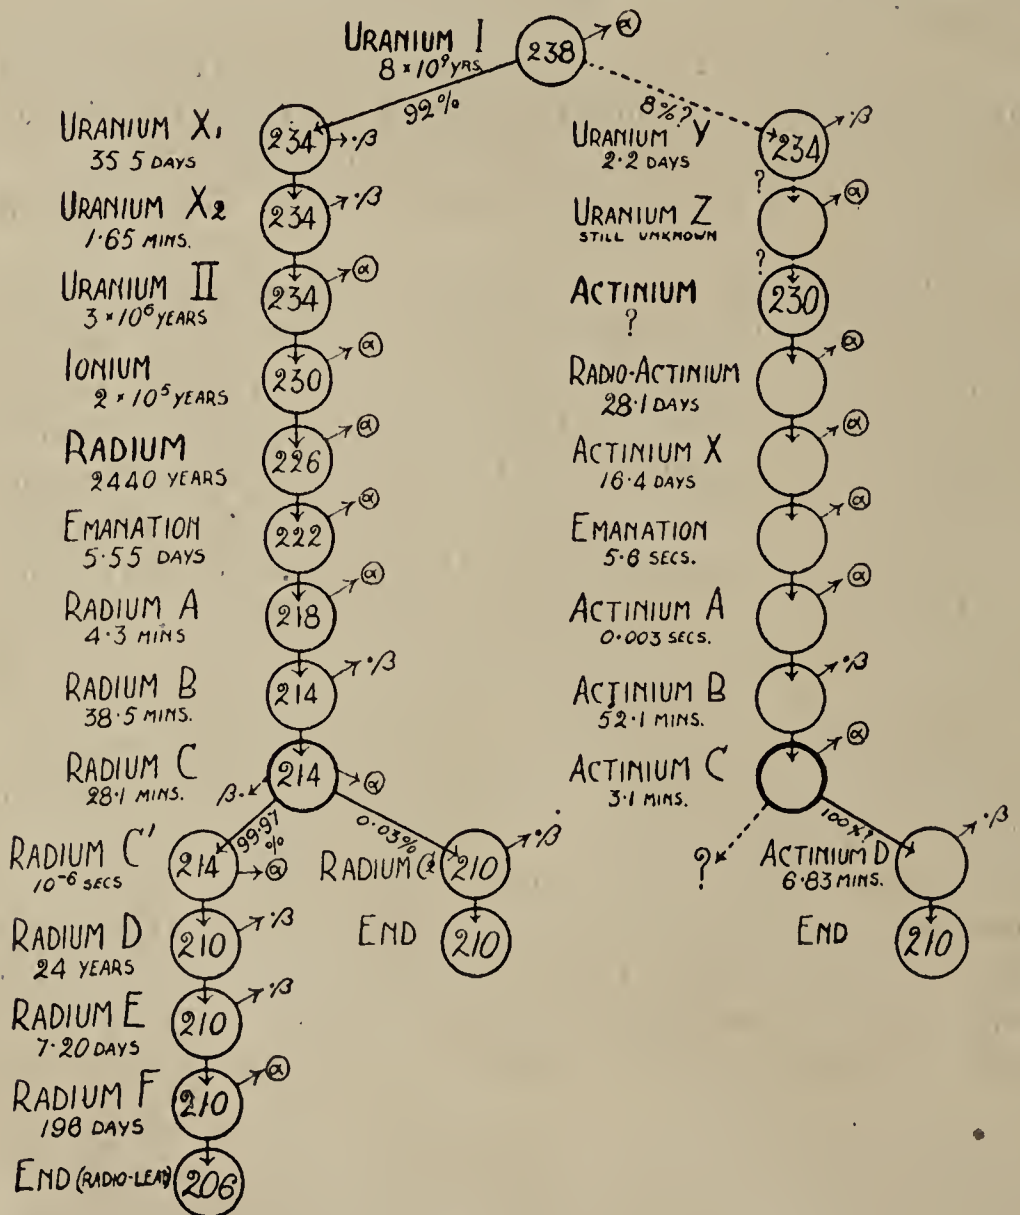 URANIUM I
8 × 10⁹ YRS.
238
α
92%
8%?
URANIUM X₁
35 5 DAYS
234
β
URANIUM X₂
1·65 MINS.
234
β
URANIUM II
3 × 10⁶ YEARS
234
α
IONIUM
2 × 10⁵ YEARS
230
α
RADIUM
2440 YEARS
226
α
EMANATION
5·55 DAYS
222
α
RADIUM A
4·3 MINS
218
α
RADIUM B
38·5 MINS.
214
β
RADIUM C
28·1 MINS.
214
β
α
99·97
%
0·03%
RADIUM C'
10⁻⁶ SECS
214
α
RADIUM D
24 YEARS
210
β
RADIUM E
7·20 DAYS
210
β
RADIUM F
196 DAYS
210
α
END (RADIO-LEAD)
206
RADIUM C₂
210
β
END
210
URANIUM Y
2·2 DAYS
234
β
?
URANIUM Z
STILL UNKNOWN
α
?
ACTINIUM
?
230
RADIO-ACTINIUM
28·1 DAYS
α
ACTINIUM X
16·4 DAYS
α
EMANATION
5·6 SECS.
α
ACTINIUM A
0·003 SECS.
α
ACTINIUM B
52·1 MINS.
β
ACTINIUM C
3·1 MINS.
α
?
100%?
ACTINIUM D
6·83 MINS.
β
END
210